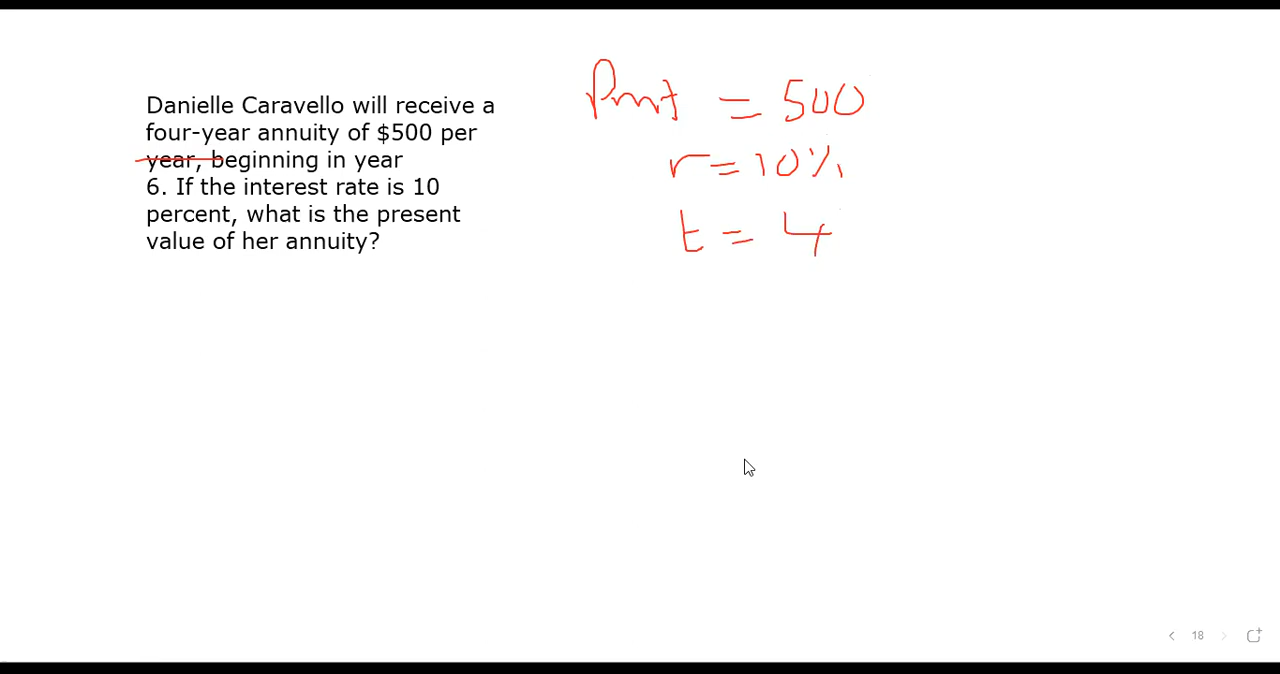 Danielle Caravello will receive a
four-year annuity of $500 per
year, beginning in year
6. If the interest rate is 10
percent, what is the present
value of her annuity?
Pmt = 500
r = 10%
t = 4
18